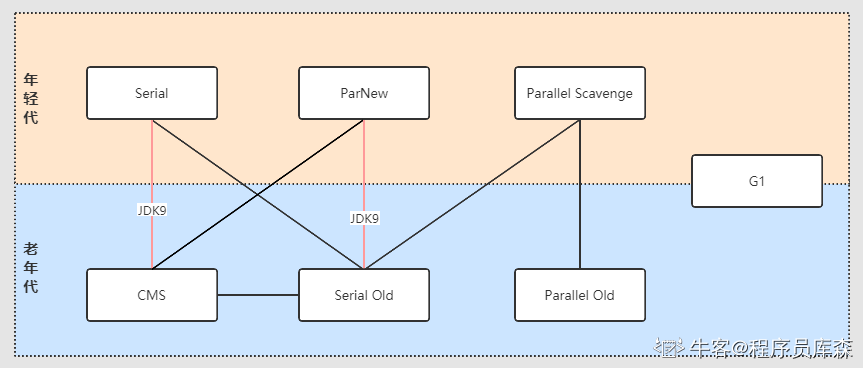 年轻代
Serial
ParNew
Parallel Scavenge
G1
JDK9
JDK9
老年代
CMS
Serial Old
Parallel Old
牛客@程序员库森